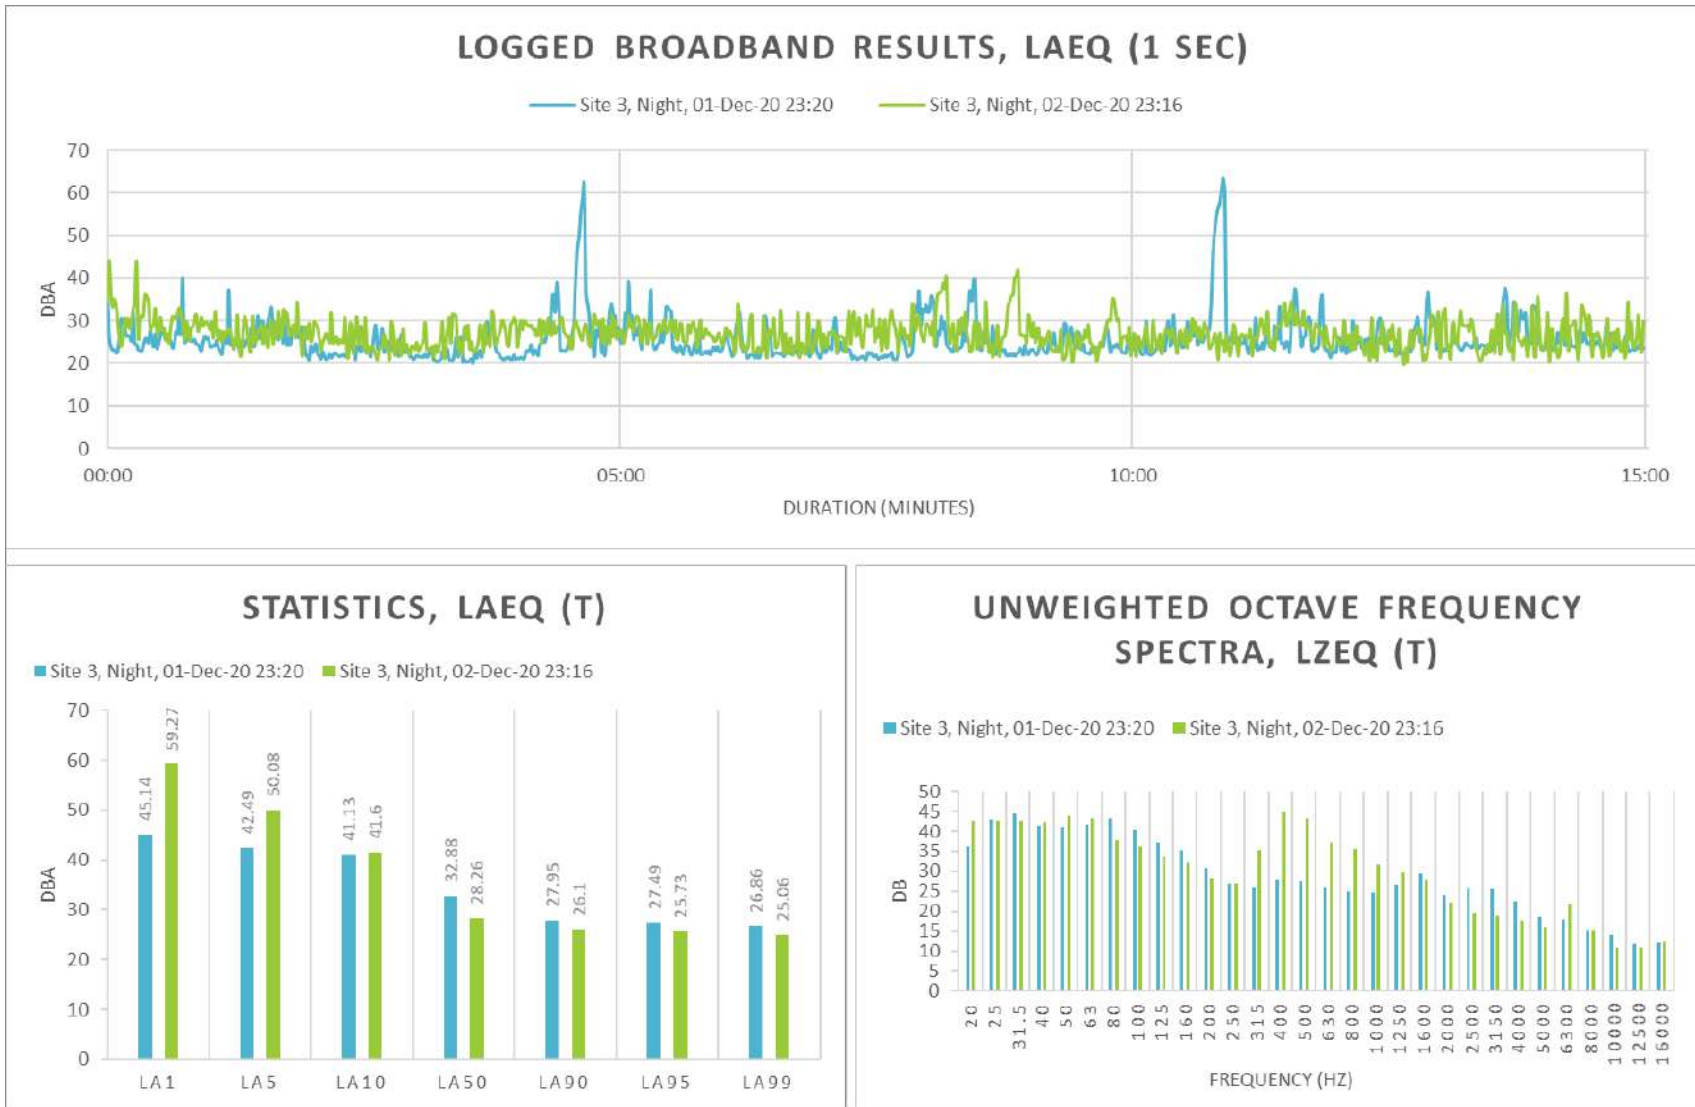 LOGGED BROADBAND RESULTS, LAEQ (1 SEC)
Site 3, Night, 01-Dec-20 23:20 Site 3, Night, 02-Dec-20 23:16
70
60
50
40
30
20
10
0
DBA
00:00 05:00 10:00 15:00
DURATION (MINUTES)
STATISTICS, LAEQ (T)
Site 3, Night, 01-Dec-20 23:20 Site 3, Night, 02-Dec-20 23:16
70
60
50
40
30
20
10
0
DBA
45.14 59.27 42.49 50.08 41.13 41.6 32.88 28.26 27.95 26.1 27.49 25.73 26.86 25.06
LA1 LA5 LA10 LA50 LA90 LA95 LA99
UNWEIGHTED OCTAVE FREQUENCY
SPECTRA, LZEQ (T)
Site 3, Night, 01-Dec-20 23:20 Site 3, Night, 02-Dec-20 23:16
50
45
40
35
30
25
20
15
10
5
0
DB
20 25 31.5 40 50 63 80 100 125 160 200 250 315 400 500 630 800 1000 1250 1600 2000 2500 3150 4000 5000 6300 8000 10000 12500 16000
FREQUENCY (HZ)